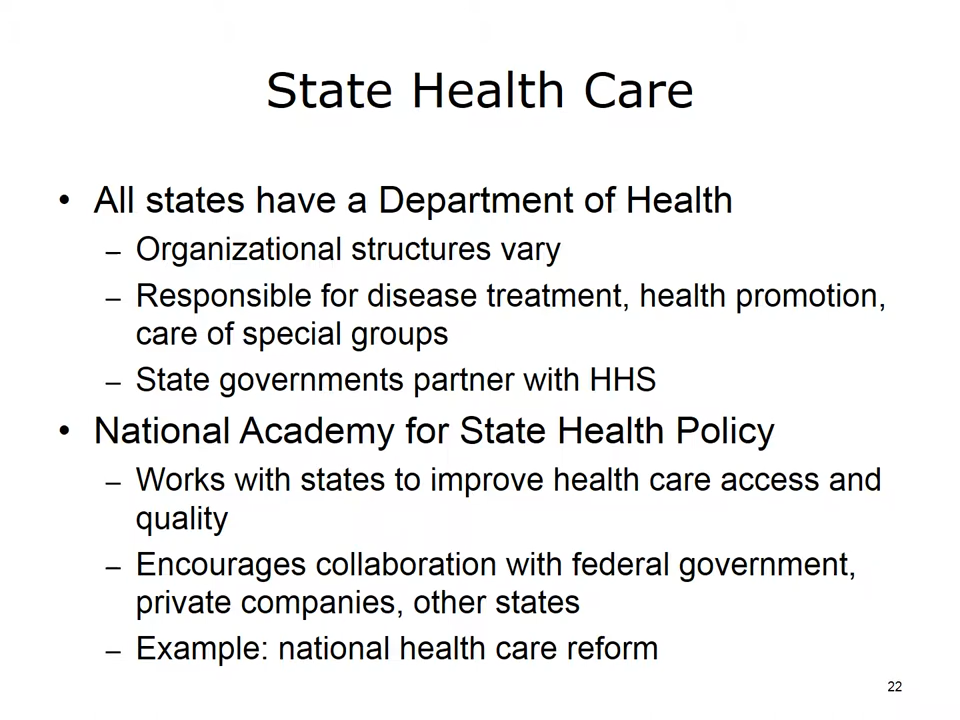 State Health Care
• All states have a Department of Health
– Organizational structures vary
– Responsible for disease treatment, health promotion,
care of special groups
– State governments partner with HHS
• National Academy for State Health Policy
– Works with states to improve health care access and
quality
– Encourages collaboration with federal government,
private companies, other states
– Example: national health care reform
22